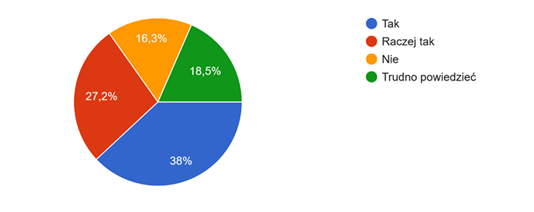 16,3%
18,5%
27,2%
38%
Tak
Raczej tak
Nie
Trudno powiedzieć